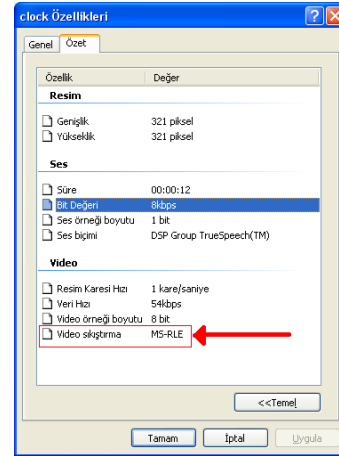 clock Özellikleri
Genel Özet
Özellik Değer
Resim
Genişlik 321 piksel
Yükseklik 321 piksel
Ses
Süre 00:00:12
Bit Değeri 8kbps
Ses örneği boyutu 1 bit
Ses biçimi DSP Group TrueSpeech(TM)
Video
Resim Karesi Hızı 1 kare/saniye
Veri Hızı 54kbps
Video örneği boyutu 8 bit
Video sıkıştırma MS-RLE
<<Temel
Tamam İptal Uygula